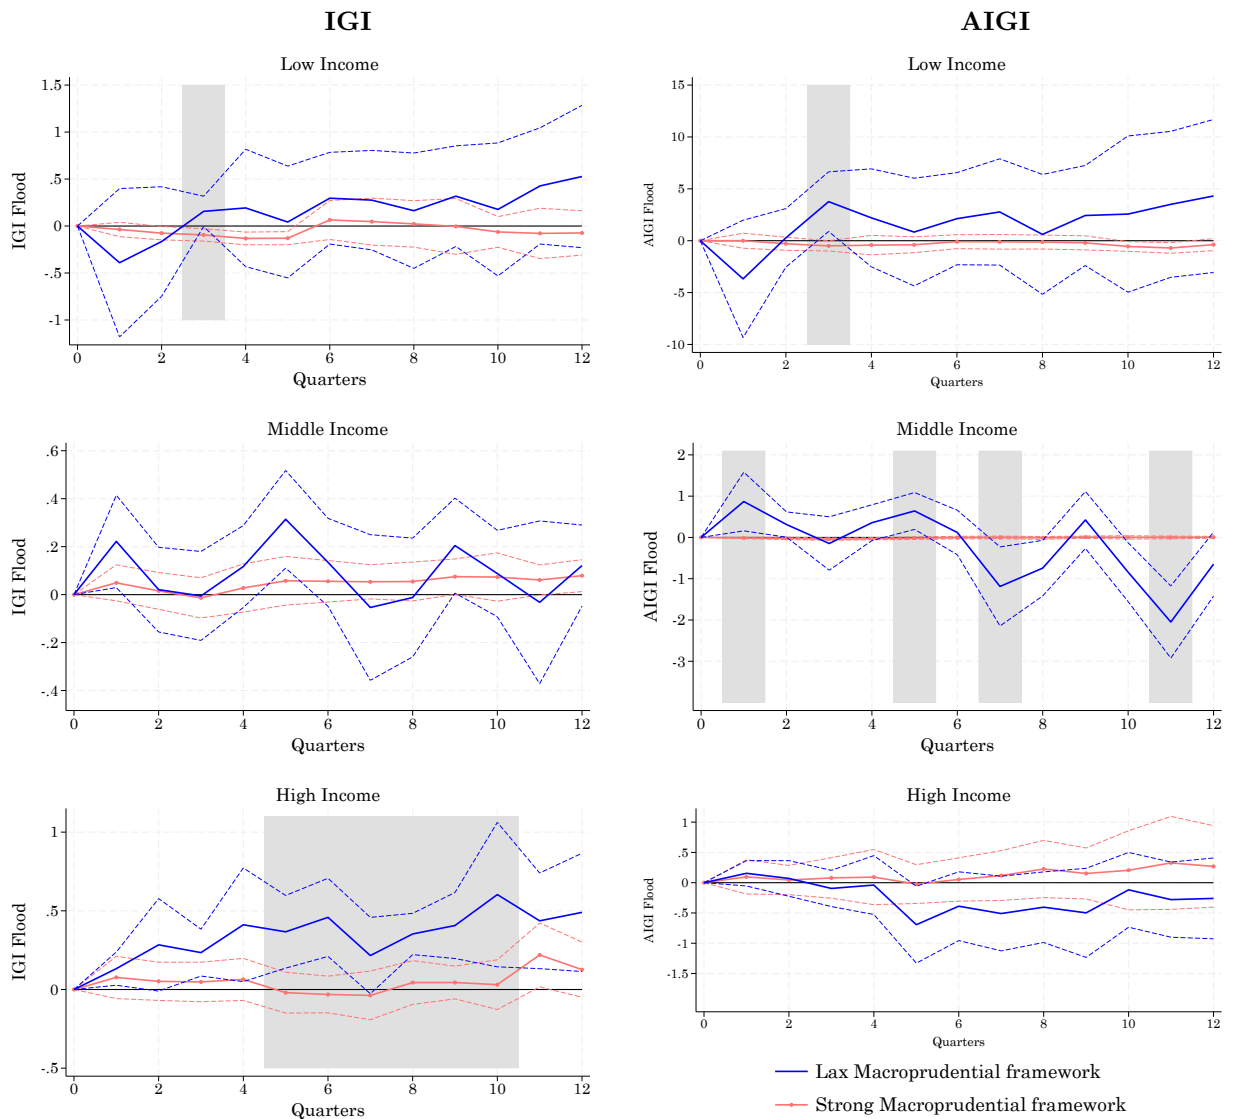 IGI
AIGI
Low Income
IGI Flood
1.5
1
.5
0
-.5
-1
0 2 4 6 8 10 12
Quarters
Low Income
AIGI Flood
15
10
5
0
-5
-10
0 2 4 6 8 10 12
Quarters
Middle Income
IGI Flood
.6
.4
.2
0
-.2
-.4
0 2 4 6 8 10 12
Quarters
Middle Income
AIGI Flood
2
1
0
-1
-2
-3
0 2 4 6 8 10 12
Quarters
High Income
IGI Flood
1
.5
0
-.5
0 2 4 6 8 10 12
Quarters
High Income
AIGI Flood
1
.5
0
-.5
-1
-1.5
0 2 4 6 8 10 12
Quarters
Lax Macroprudential framework
Strong Macroprudential framework